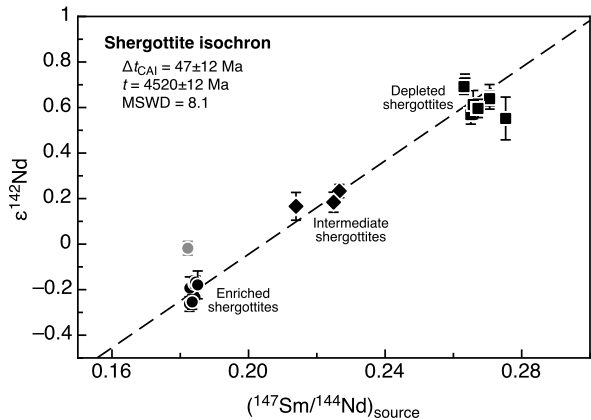 Shergottite isochron
ΔtCAI = 47±12 Ma
t = 4520±12 Ma
MSWD = 8.1
Depleted
shergottites
Intermediate
shergottites
Enriched
shergottites
ε¹⁴²Nd
1
0.8
0.6
0.4
0.2
0
−0.2
−0.4
0.16
0.20
0.24
0.28
(¹⁴⁷Sm/¹⁴⁴Nd)source